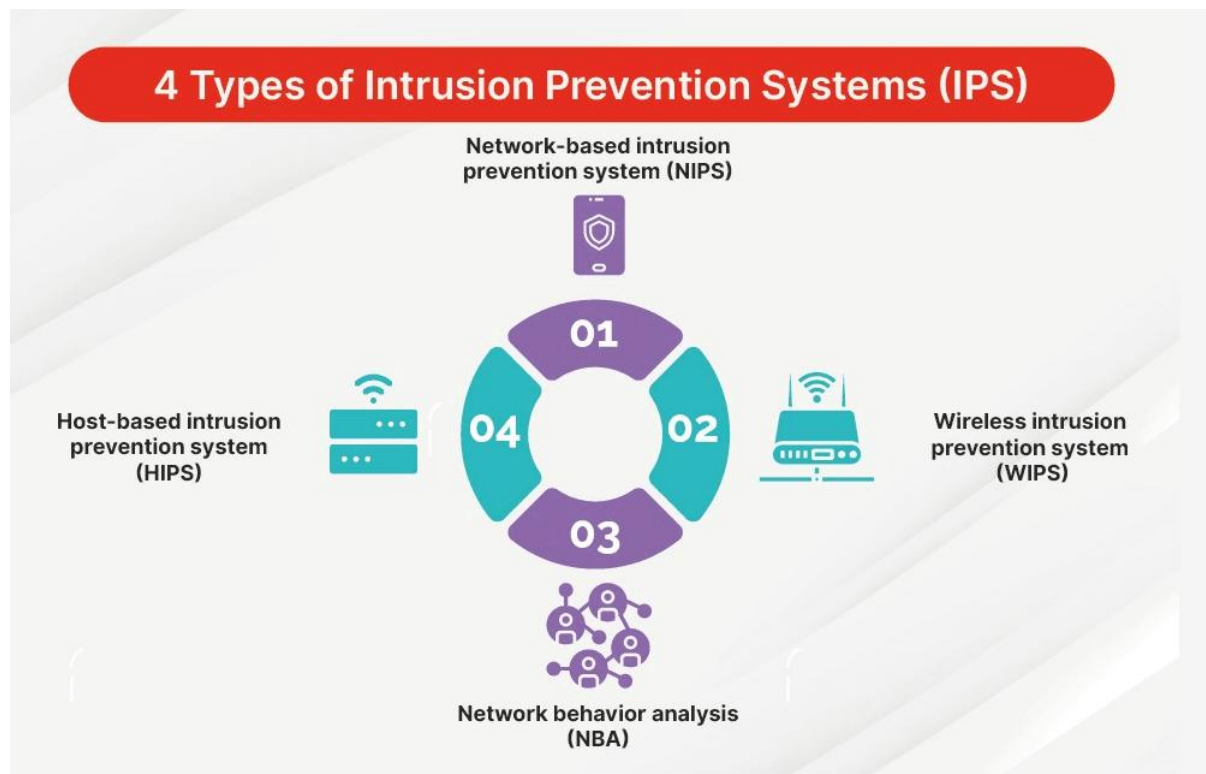 4 Types of Intrusion Prevention Systems (IPS)
Network-based intrusion
prevention system (NIPS)
01
02
Wireless intrusion
prevention system
(WIPS)
03
Network behavior analysis
(NBA)
04
Host-based intrusion
prevention system
(HIPS)